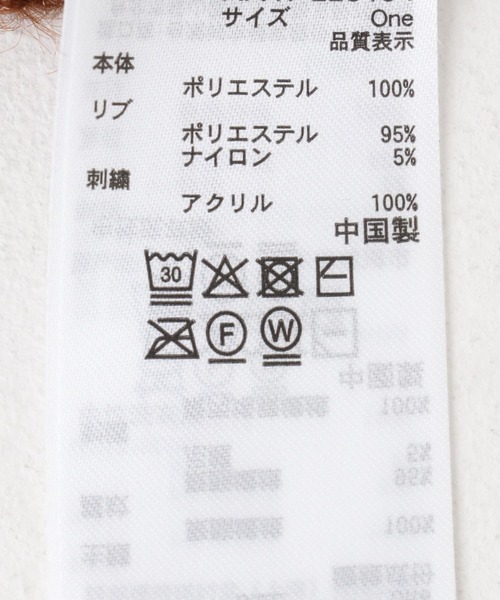 サイズ One
品質表示
本体
ポリエステル 100%
リブ
ポリエステル 95%
ナイロン 5%
刺繍
アクリル 100%
中国製
30
F W